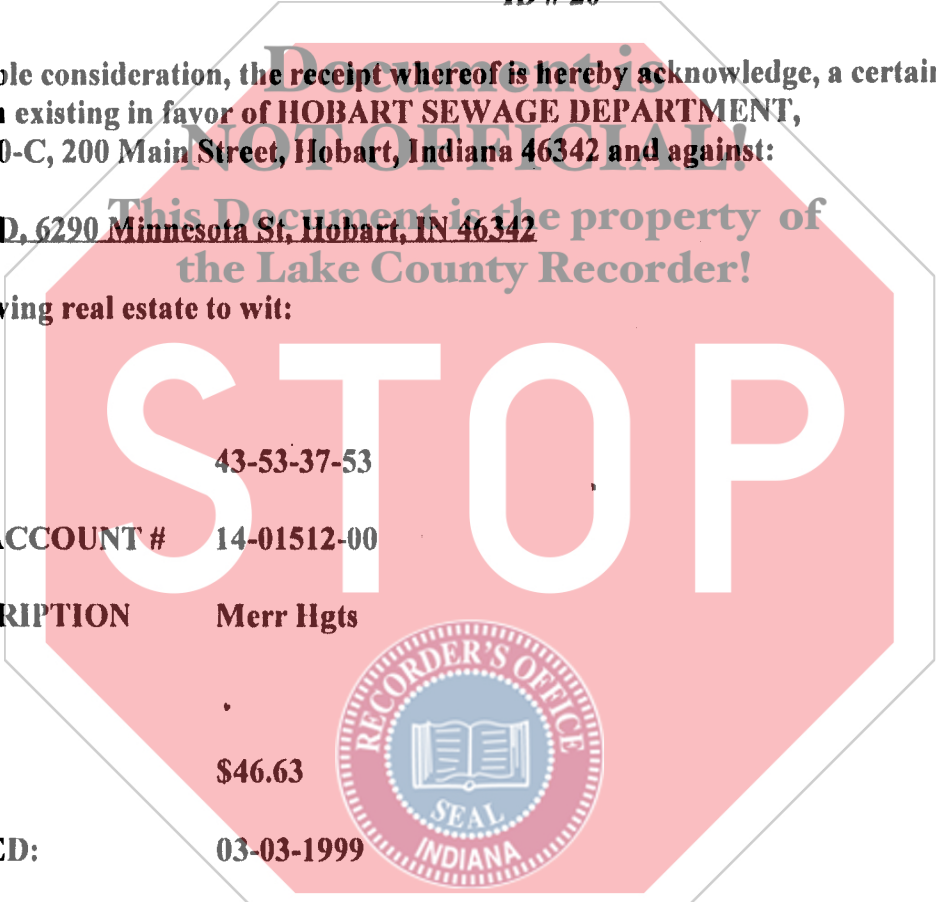 ID # 20
ple consideration, the receipt whereof is hereby acknowledge, a certain
existing in favor of HOBART SEWAGE DEPARTMENT,
0-C, 200 Main Street, Hobart, Indiana 46342 and against:
D, 6290 Minnesota St, Hobart, IN 46342
ving real estate to wit:
43-53-37-53
ACCOUNT # 14-01512-00
RIPTION Merr Hgts
$46.63
ED: 03-03-1999
Document is
NOT OFFICIAL!
This Document is the property of
the Lake County Recorder!
STOP
RECORDER'S OFFICE
SEAL
INDIANA